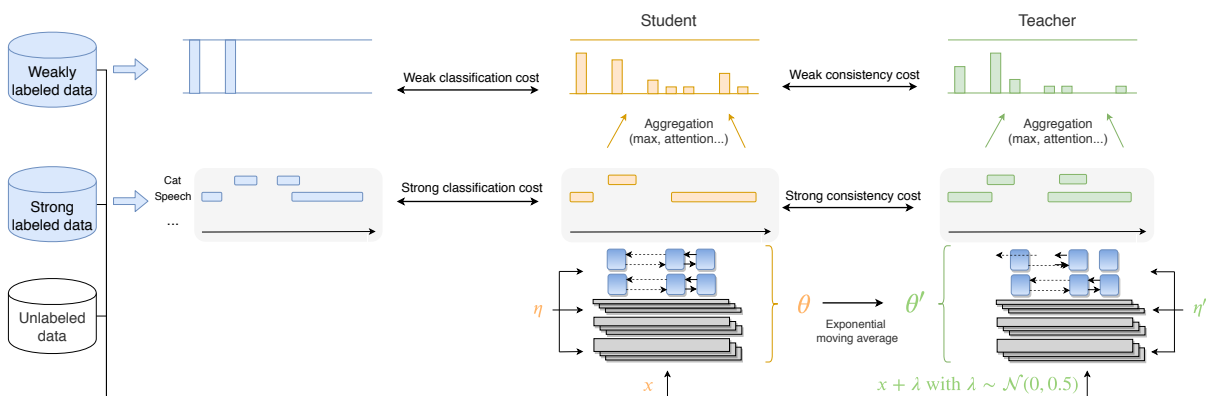 Student
Teacher
Weakly
labeled data
Weak classification cost
Weak consistency cost
Aggregation
(max, attention...)
Aggregation
(max, attention...)
Strong
labeled data
Cat
Speech
...
Strong classification cost
Strong consistency cost
Unlabeled
data
η
θ
Exponential
moving average
θ′
η′
x
x + λ with λ ∼ 𝒩(0, 0.5)